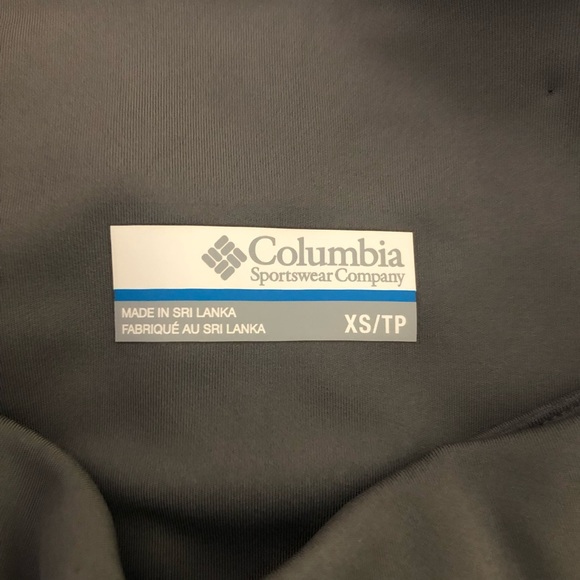 Columbia
Sportswear Company
MADE IN SRI LANKA
FABRIQUÉ AU SRI LANKA
XS/TP